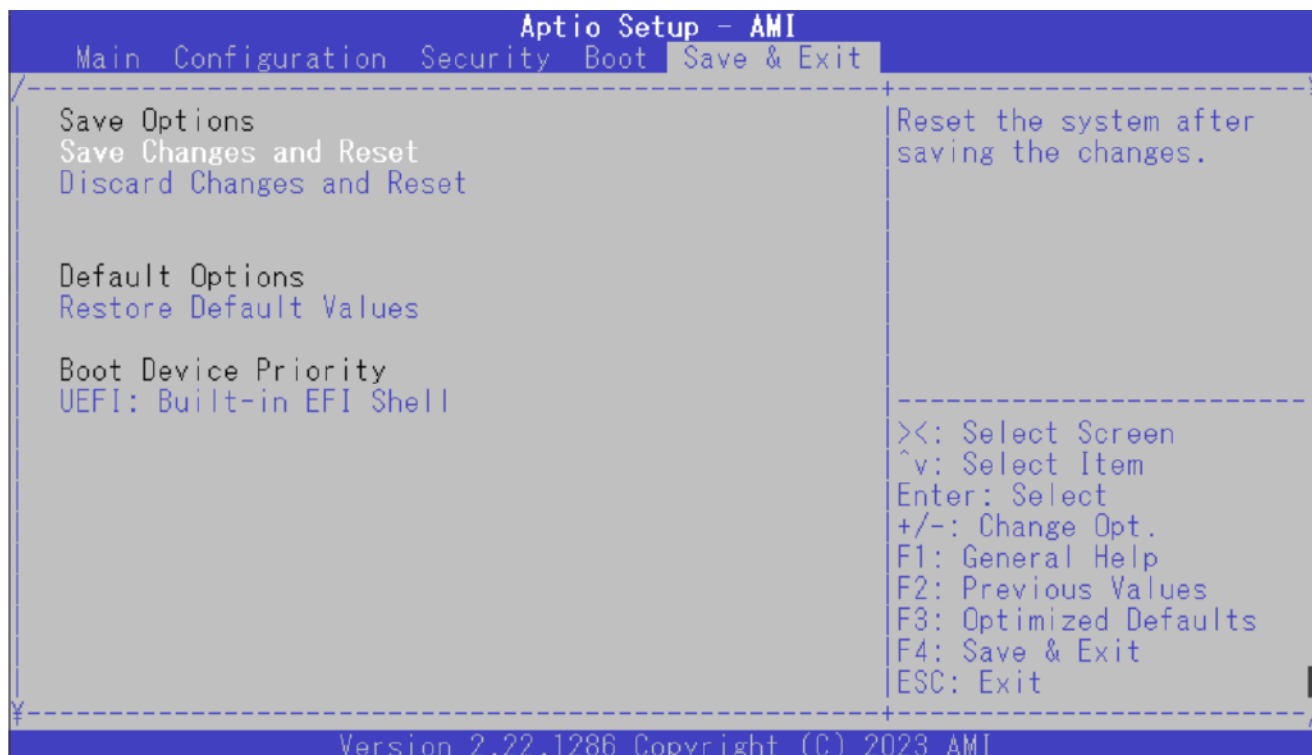 Aptio Setup - AMI
Main Configuration Security Boot Save & Exit
Save Options
Save Changes and Reset
Discard Changes and Reset
Default Options
Restore Default Values
Boot Device Priority
UEFI: Built-in EFI Shell
Reset the system after
saving the changes.
><: Select Screen
^v: Select Item
Enter: Select
+/-: Change Opt.
F1: General Help
F2: Previous Values
F3: Optimized Defaults
F4: Save & Exit
ESC: Exit
Version 2.22.1286 Copyright (C) 2023 AMI